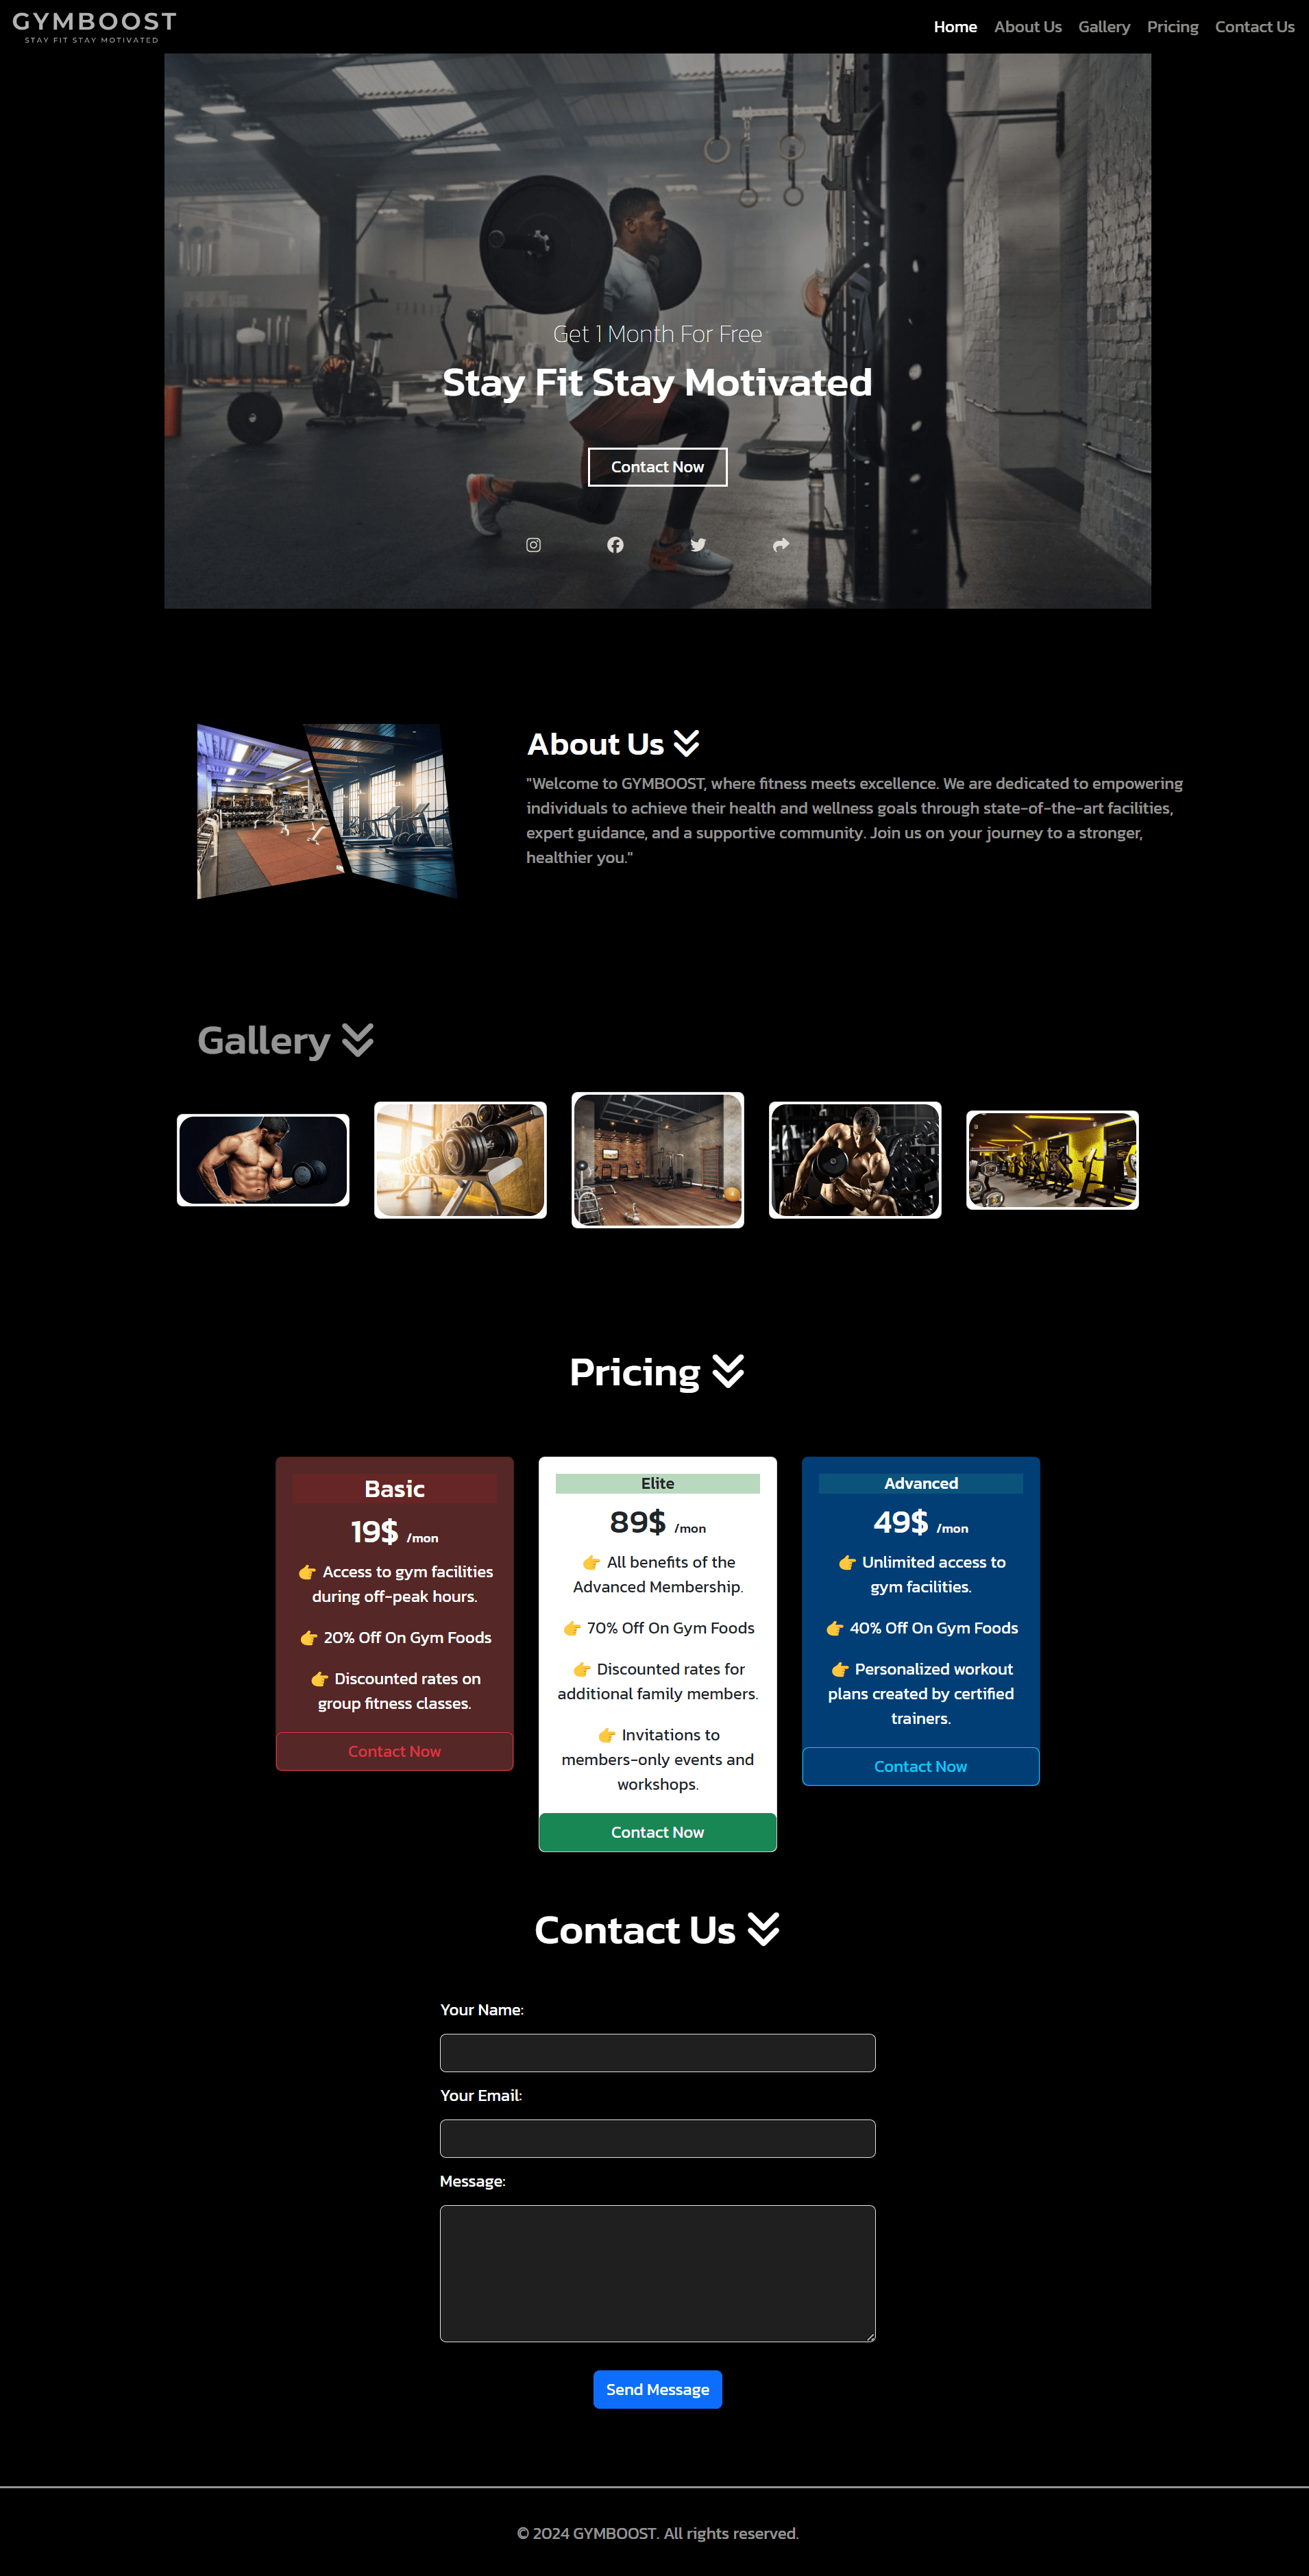 GYMBOOST
STAY FIT STAY MOTIVATED
Home About Us Gallery Pricing Contact Us
Get 1 Month For Free
Stay Fit Stay Motivated
Contact Now
About Us
"Welcome to GYMBOOST, where fitness meets excellence. We are dedicated to empowering
individuals to achieve their health and wellness goals through state-of-the-art facilities,
expert guidance, and a supportive community. Join us on your journey to a stronger,
healthier you."
Gallery
Pricing
Basic
19$ /mon
👉 Access to gym facilities
during off-peak hours.
👉 20% Off On Gym Foods
👉 Discounted rates on
group fitness classes.
Contact Now
Elite
89$ /mon
👉 All benefits of the
Advanced Membership.
👉 70% Off On Gym Foods
👉 Discounted rates for
additional family members.
👉 Invitations to
members-only events and
workshops.
Contact Now
Advanced
49$ /mon
👉 Unlimited access to
gym facilities.
👉 40% Off On Gym Foods
👉 Personalized workout
plans created by certified
trainers.
Contact Now
Contact Us
Your Name:
Your Email:
Message:
Send Message
© 2024 GYMBOOST. All rights reserved.